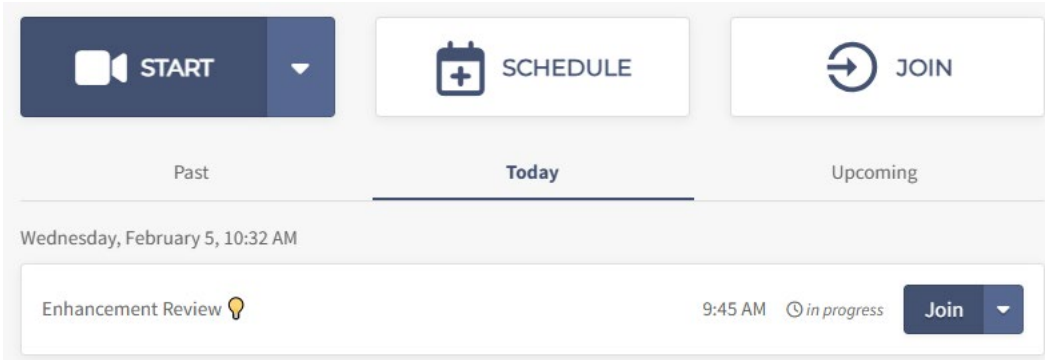 START SCHEDULE JOIN
Past Today Upcoming
Wednesday, February 5, 10:32 AM
Enhancement Review 9:45 AM in progress Join